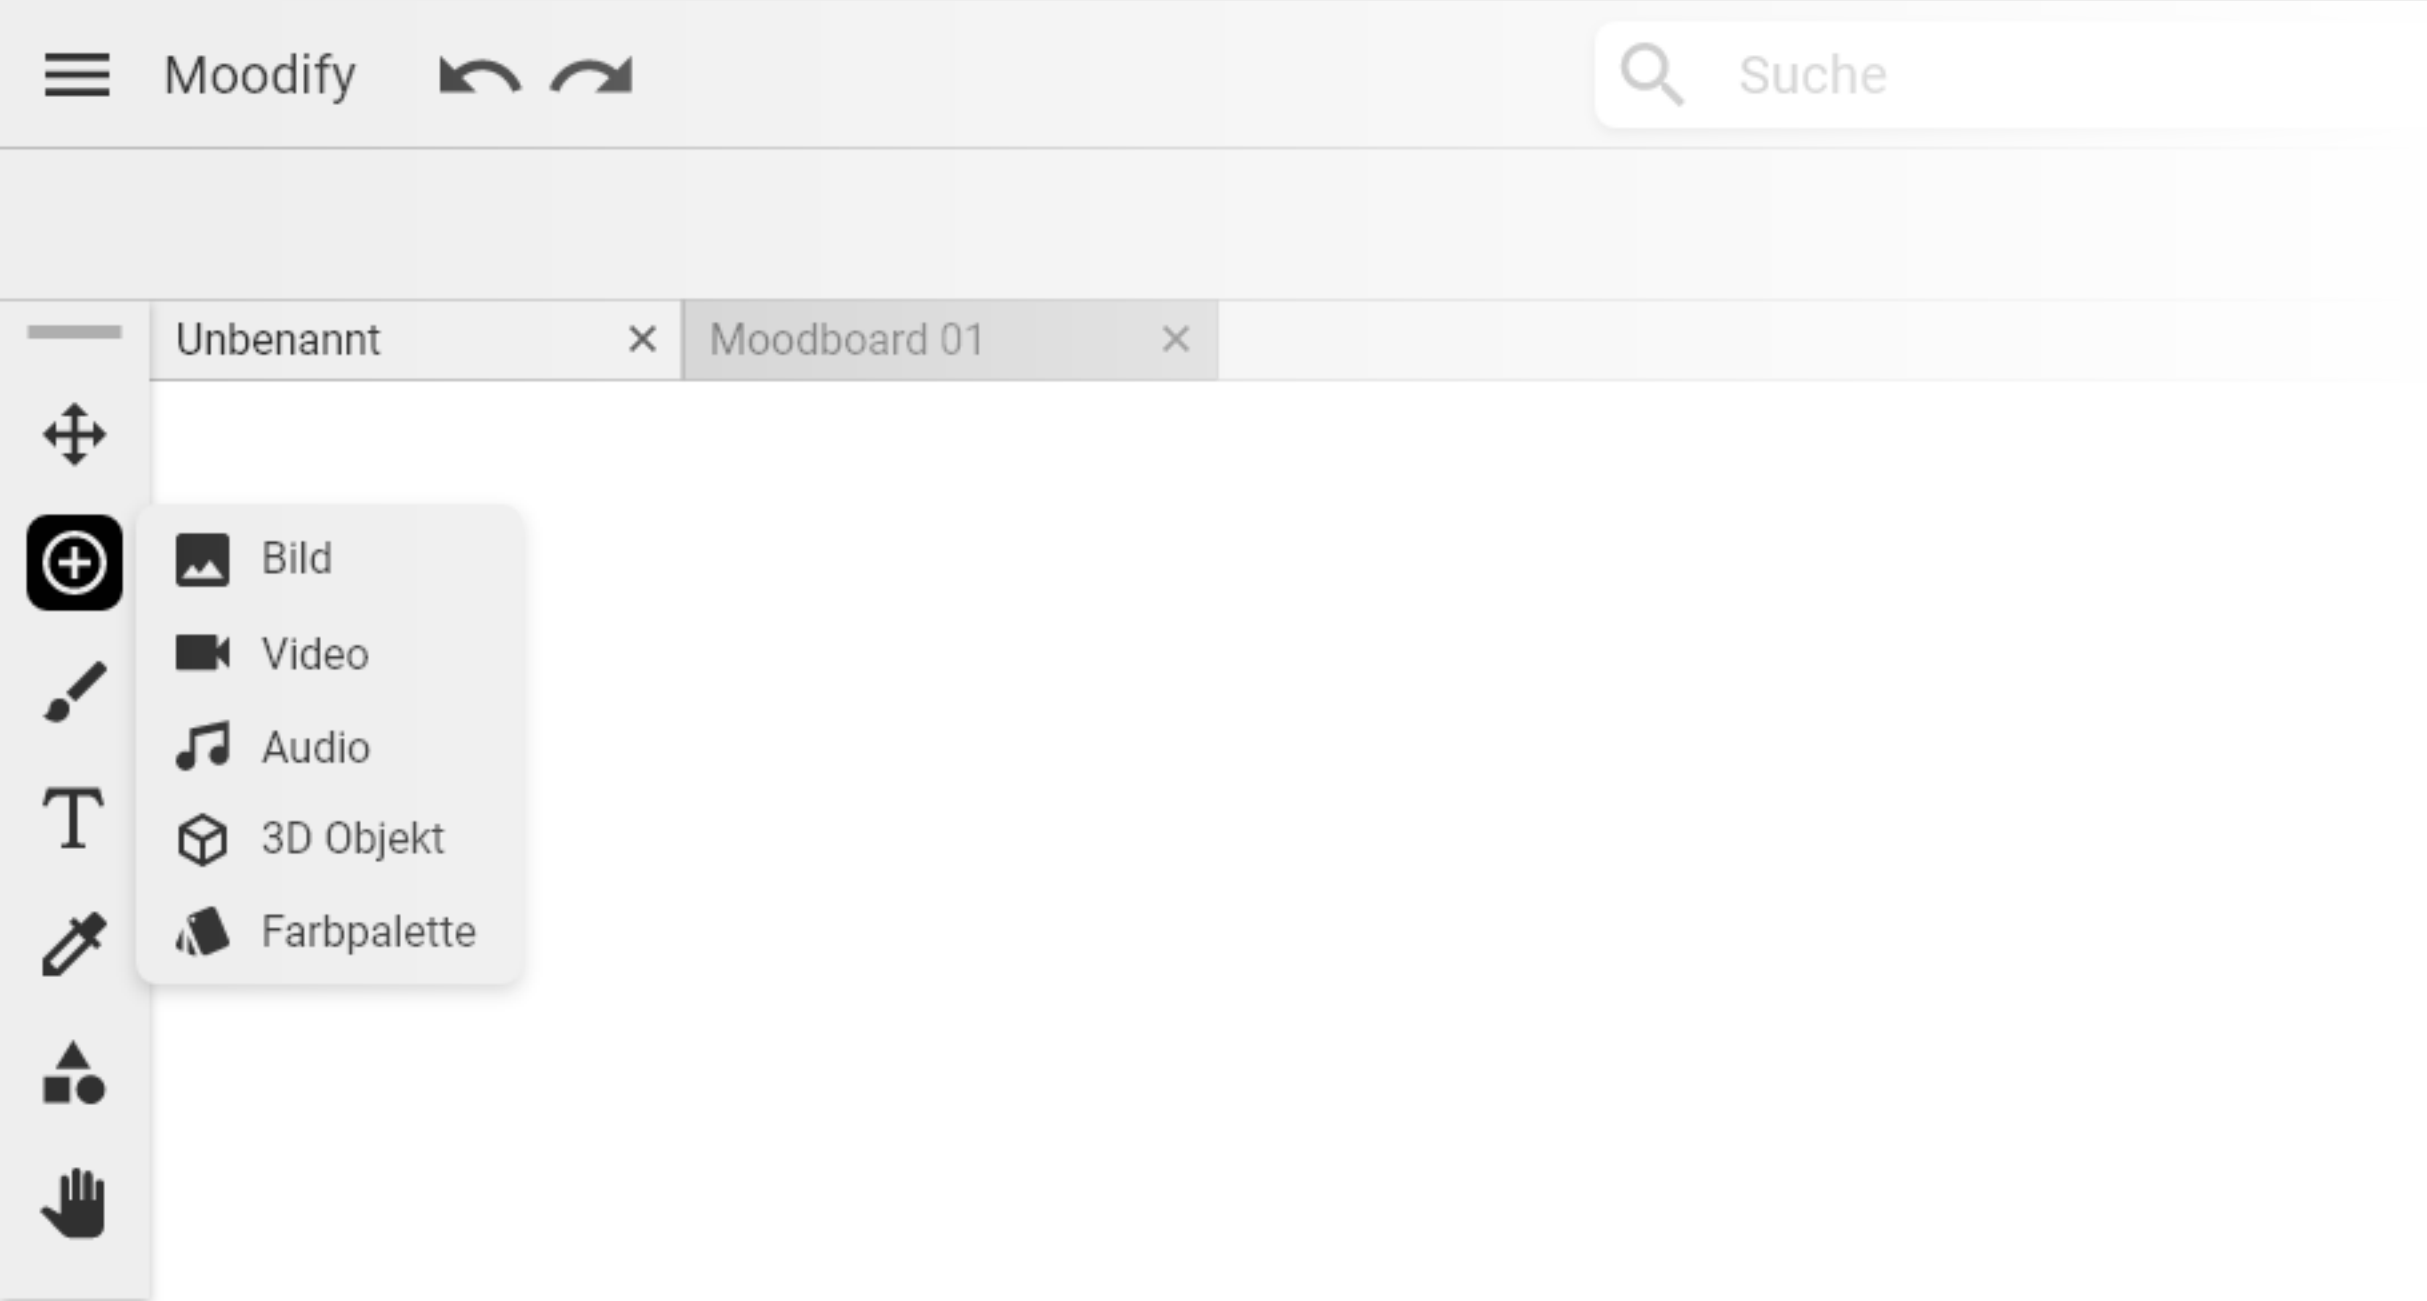 Moodify
Suche
Unbenannt
Moodboard 01
Bild
Video
Audio
3D Objekt
Farbpalette